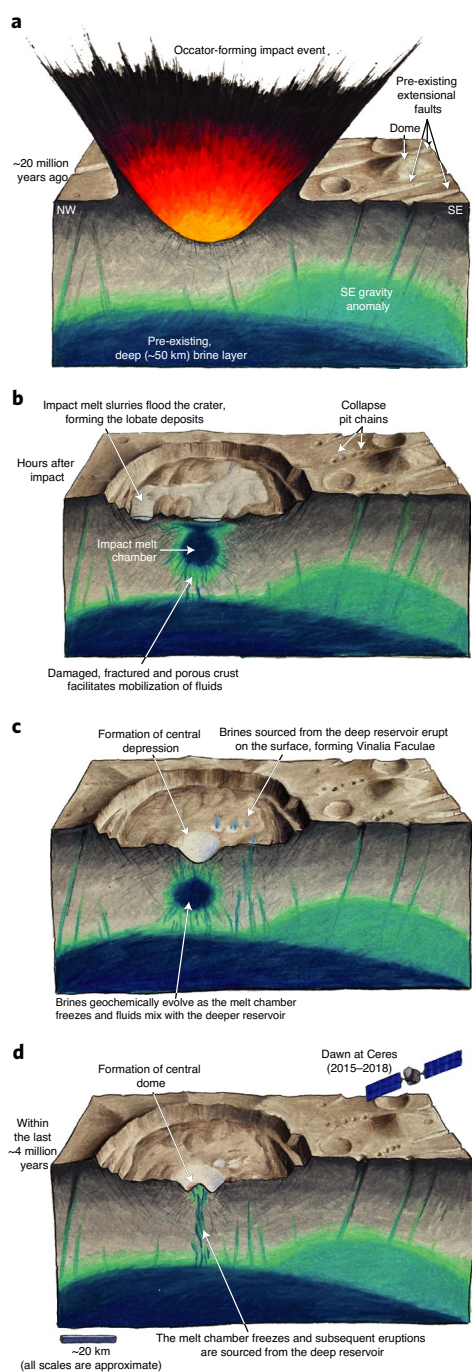 a
Occator-forming impact event
Pre-existing
extensional
faults
Dome
~20 million
years ago
NW
SE
SE gravity
anomaly
Pre-existing,
deep (~50 km) brine layer
b
Impact melt slurries flood the crater,
forming the lobate deposits
Collapse
pit chains
Hours after
impact
Impact melt
chamber
Damaged, fractured and porous crust
facilitates mobilization of fluids
c
Formation of central
depression
Brines sourced from the deep reservoir erupt
on the surface, forming Vinalia Faculae
Brines geochemically evolve as the melt chamber
freezes and fluids mix with the deeper reservoir
d
Dawn at Ceres
(2015–2018)
Formation of central
dome
Within
the last
~4 million
years
~20 km
(all scales are approximate)
The melt chamber freezes and subsequent eruptions
are sourced from the deep reservoir